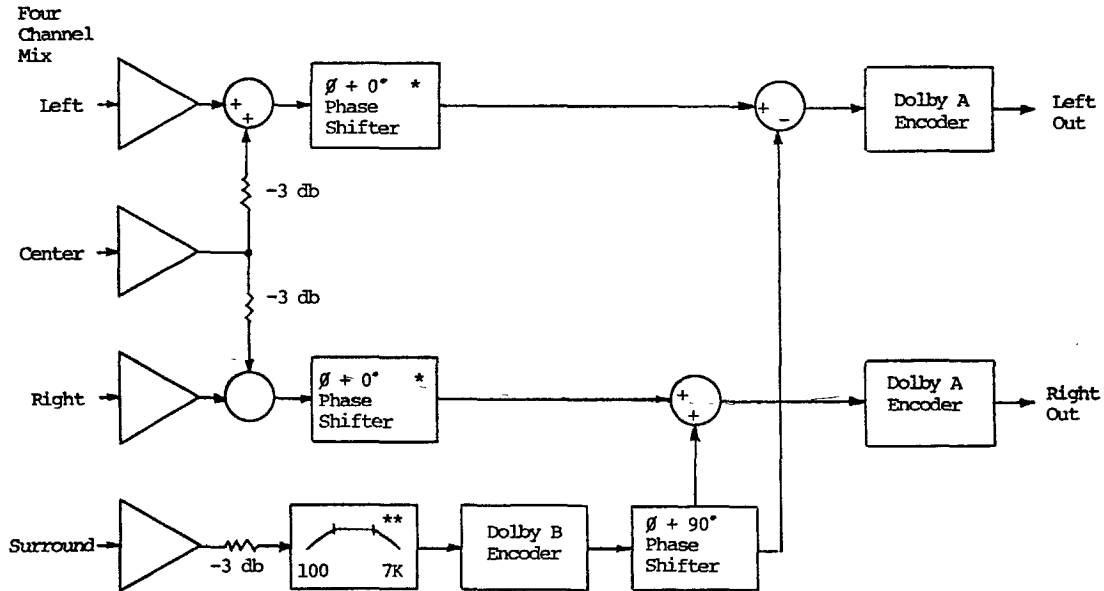 Four
Channel
Mix
Left
+
+
Ø + 0° *
Phase
Shifter
+
-
Dolby A
Encoder
Left
Out
-3 db
Center
-3 db
Right
Ø + 0° *
Phase
Shifter
+
+
Dolby A
Encoder
Right
Out
Surround
-3 db
**
100 7K
Dolby B
Encoder
Ø + 90°
Phase
Shifter